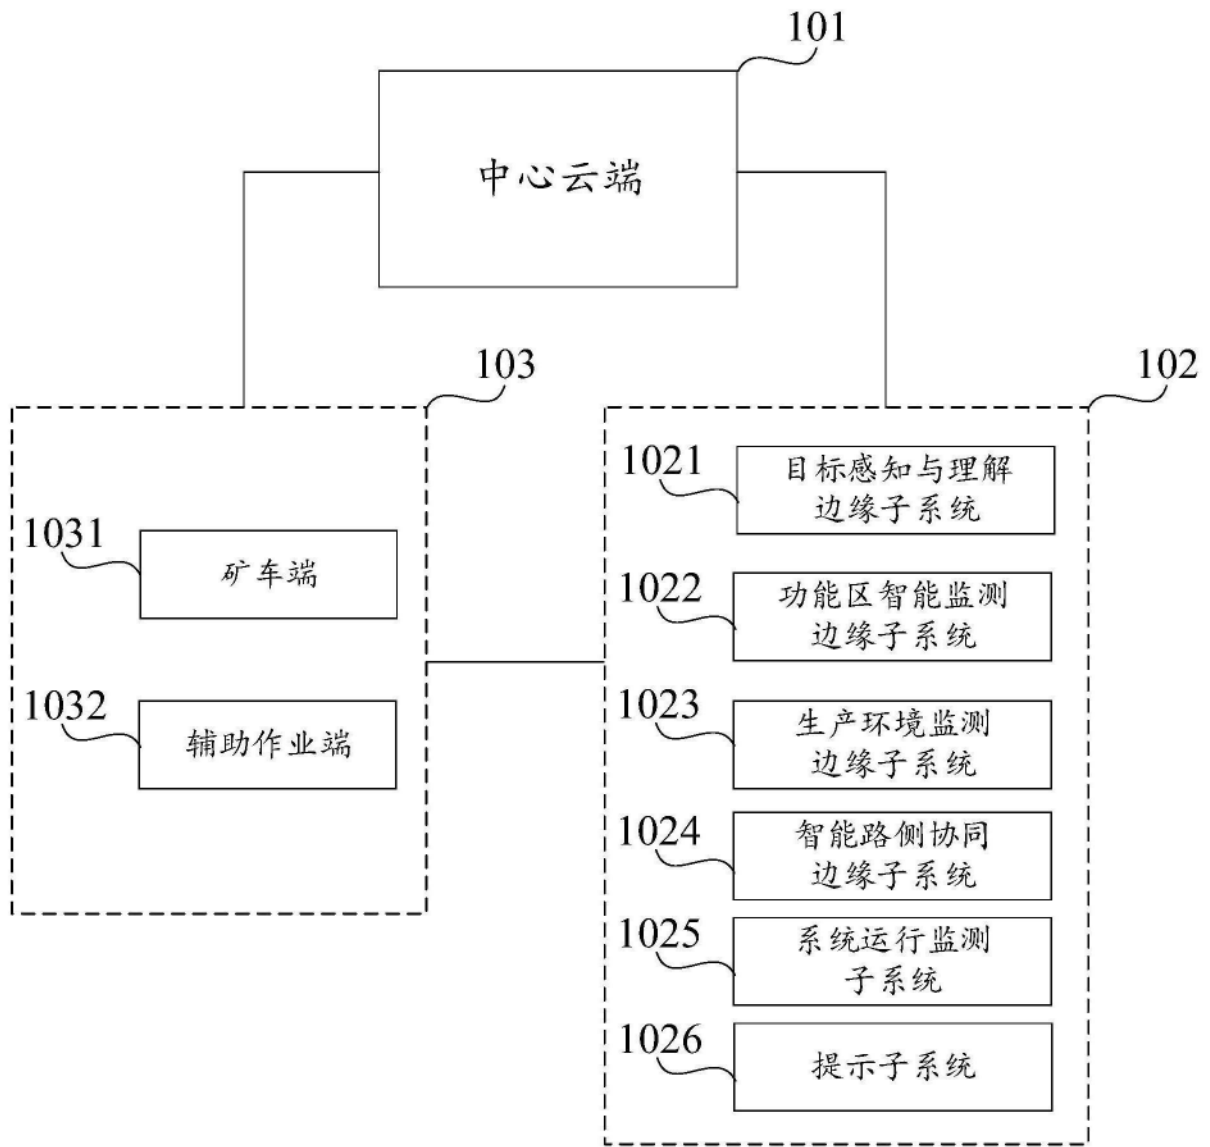 101
中心云端
103
102
1031
矿车端
1032
辅助作业端
1021
目标感知与理解
边缘子系统
1022
功能区智能监测
边缘子系统
1023
生产环境监测
边缘子系统
1024
智能路侧协同
边缘子系统
1025
系统运行监测
子系统
1026
提示子系统